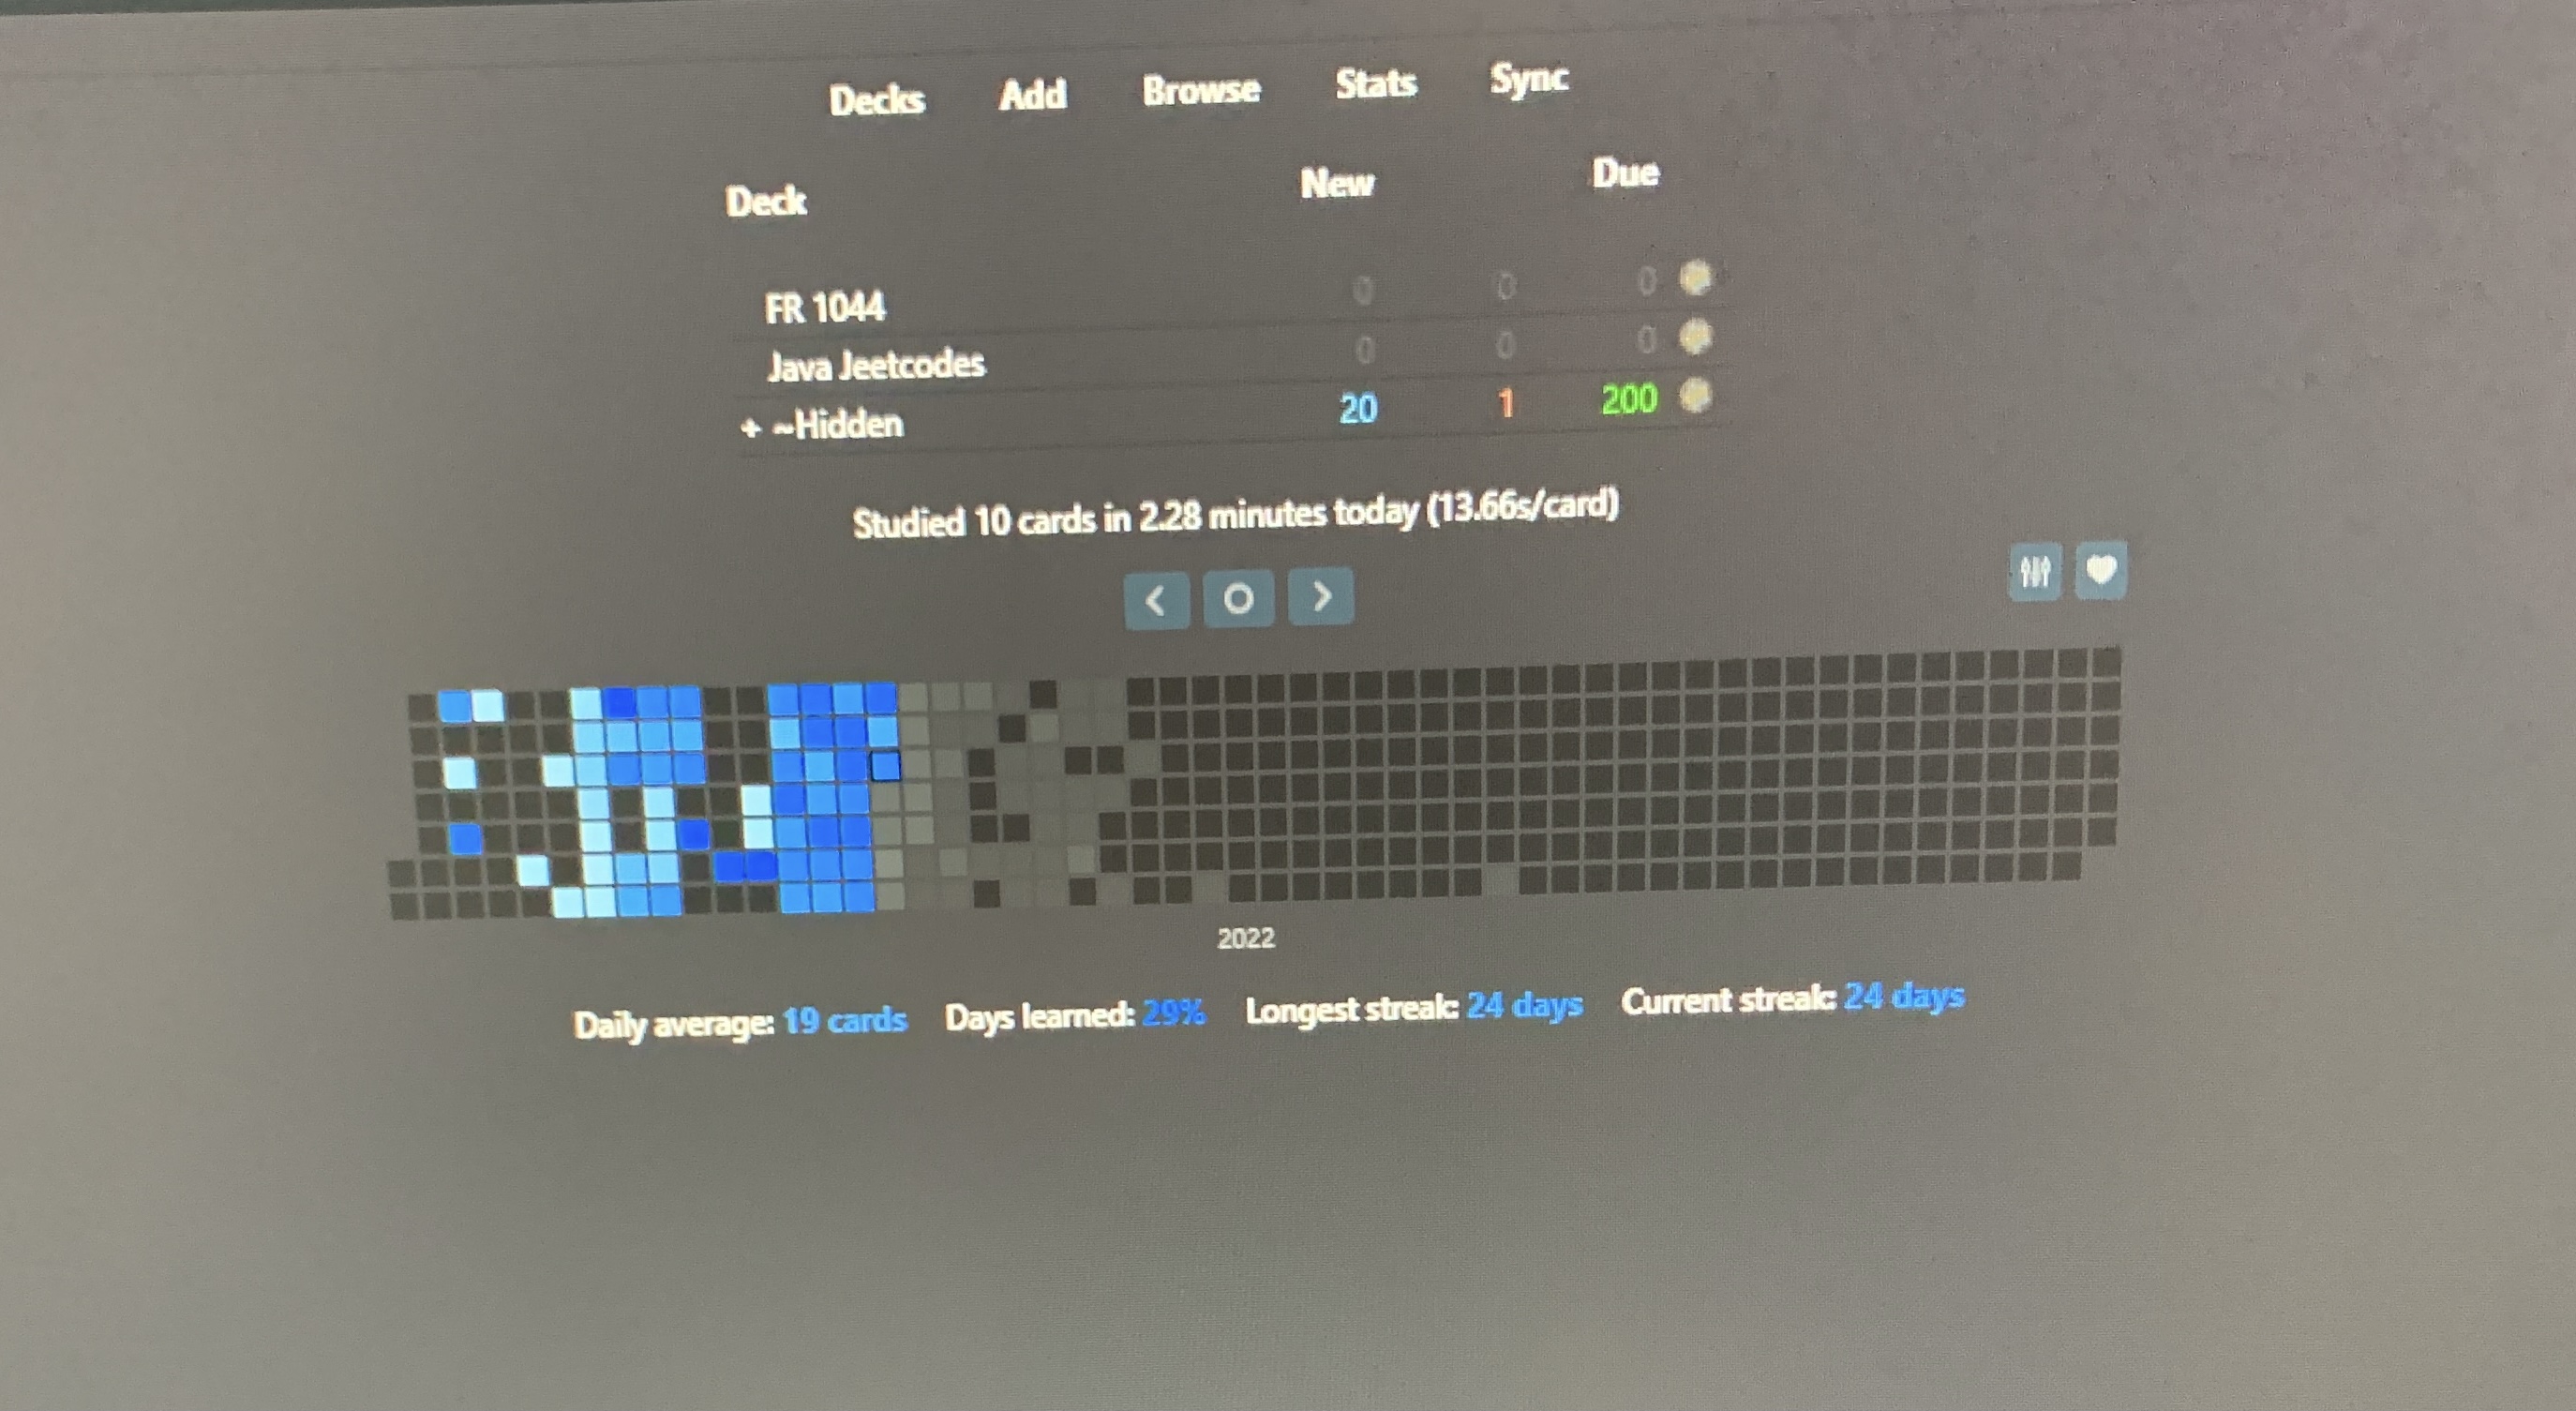 Decks Add Browse Stats Sync
Deck New Due
FR 1044 0 0 0
Java Jeetcodes 0 0 0
+ ~Hidden 20 1 200
Studied 10 cards in 2.28 minutes today (13.66s/card)
2022
Daily average: 19 cards Days learned: 29% Longest streak: 24 days Current streak: 24 days